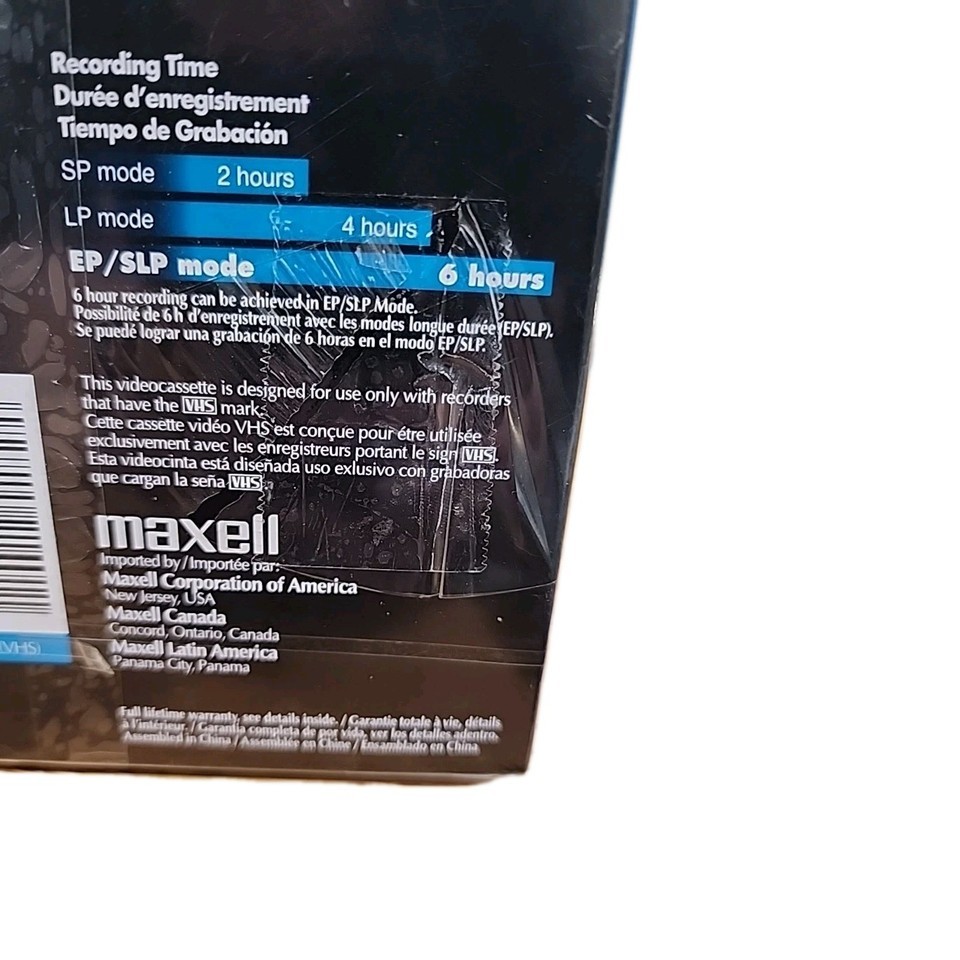 Recording Time
Durée d'enregistrement
Tiempo de Grabación
SP mode 2 hours
LP mode 4 hours
EP/SLP mode 6 hours
6 hour recording can be achieved in EP/SLP Mode.
Possibilité de 6 h d'enregistrement avec les modes longue durée (EP/SLP).
Se puedé lograr una grabación de 6 horas en el modo EP/SLP.
This videocassette is designed for use only with recorders
that have the VHS mark.
Cette cassette vidéo VHS est conçue pour étre utilisée
exclusivement avec les enregistreurs portant le sign VHS.
Esta videocinta está diseñada uso exlusivo con grabadoras
que cargan la seña VHS.
maxell
Imported by / Importée par:
Maxell Corporation of America
New Jersey, USA
Maxell Canada
Concord, Ontario, Canada
Maxell Latin America
Panama City, Panama
(VHS)
Full lifetime warranty, see details inside. / Garantie totale à vie, détails
à l'intérieur. / Garantía completa de por vida, ver los detalles adentro.
Assembled in China / Assemblée en Chine / Ensamblado en China